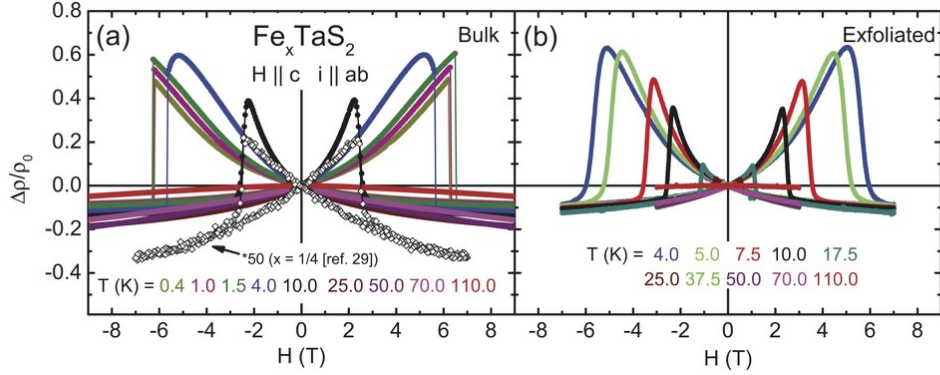 (a)
Fe_xTaS_2
Bulk
H || c i || ab
Δρ/ρ_0
0.8
0.6
0.4
0.2
0.0
-0.2
-0.4
*50 (x = 1/4 [ref. 29])
T (K) = 0.4 1.0 1.5 4.0 10.0 25.0 50.0 70.0 110.0
-8 -6 -4 -2 0 2 4 6 8
H (T)
(b)
Exfoliated
T (K) = 4.0 5.0 7.5 10.0 17.5
25.0 37.5 50.0 70.0 110.0
-8 -6 -4 -2 0 2 4 6 8
H (T)